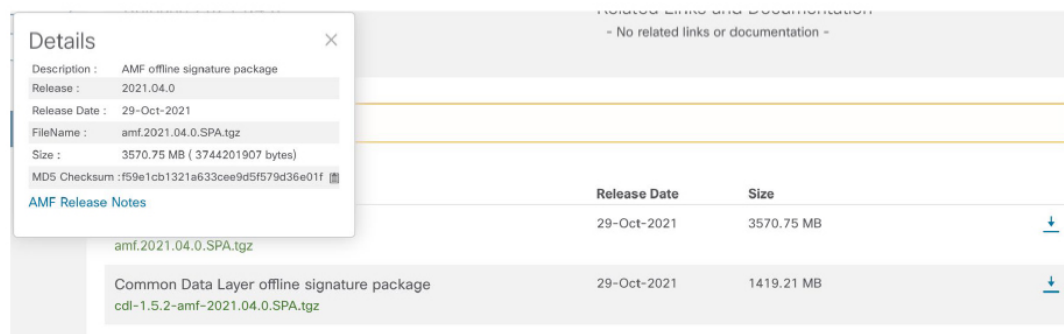 Details
Description : AMF offline signature package
Release : 2021.04.0
Release Date : 29-Oct-2021
FileName : amf.2021.04.0.SPA.tgz
Size : 3570.75 MB ( 3744201907 bytes)
MD5 Checksum :f59e1cb1321a633cee9d5f579d36e01f
AMF Release Notes
Related Links and Documentation
- No related links or documentation -
Release Date Size
29-Oct-2021 3570.75 MB
amf.2021.04.0.SPA.tgz
Common Data Layer offline signature package 29-Oct-2021 1419.21 MB
cdl-1.5.2-amf-2021.04.0.SPA.tgz